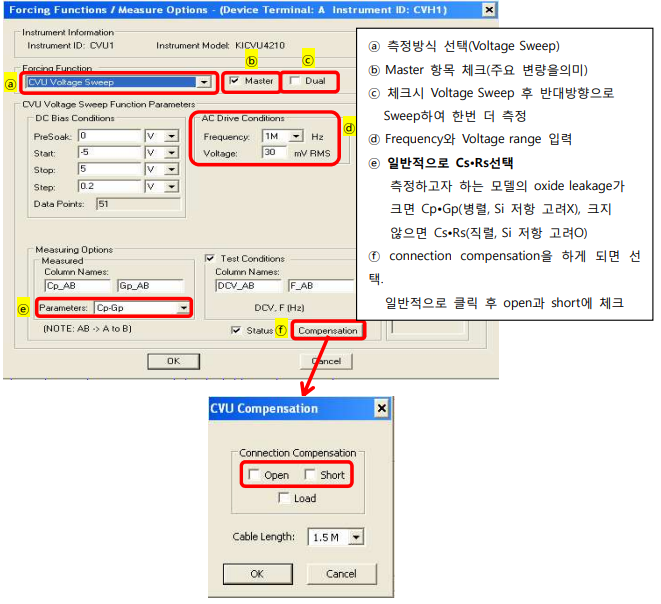 Forcing Functions / Measure Options - (Device Terminal: A Instrument ID: CVH1)
Instrument Information
Instrument ID: CVU1 Instrument Model: KICVU4210
ⓑ ⓒ
Forcing Function
ⓐ CVU Voltage Sweep Master Dual
CVU Voltage Sweep Function Parameters
DC Bias Conditions
PreSoak: 0 V
Start: -5 V
Stop: 5 V
Step: 0.2 V
Data Points: 51
AC Drive Conditions
Frequency: 1M Hz
Voltage: 30 mV RMS
ⓓ
Measuring Options
Measured
Column Names:
Cp_AB Gp_AB
ⓔ Parameters: Cp-Gp
(NOTE: AB -> A to B)
Test Conditions
Column Names:
DCV_AB F_AB
DCV, F (Hz)
Status ⓕ Compensation
OK Cancel
ⓐ 측정방식 선택(Voltage Sweep)
ⓑ Master 항목 체크(주요 변량을의미)
ⓒ 체크시 Voltage Sweep 후 반대방향으로
Sweep하여 한번 더 측정
ⓓ Frequency와 Voltage range 입력
ⓔ 일반적으로 Cs•Rs선택
측정하고자 하는 모델의 oxide leakage가
크면 Cp•Gp(병렬, Si 저항 고려X), 크지
않으면 Cs•Rs(직렬, Si 저항 고려O)
ⓕ connection compensation을 하게 되면 선
택.
일반적으로 클릭 후 open과 short에 체크
CVU Compensation
Connection Compensation
Open Short
Load
Cable Length: 1.5 M
OK Cancel